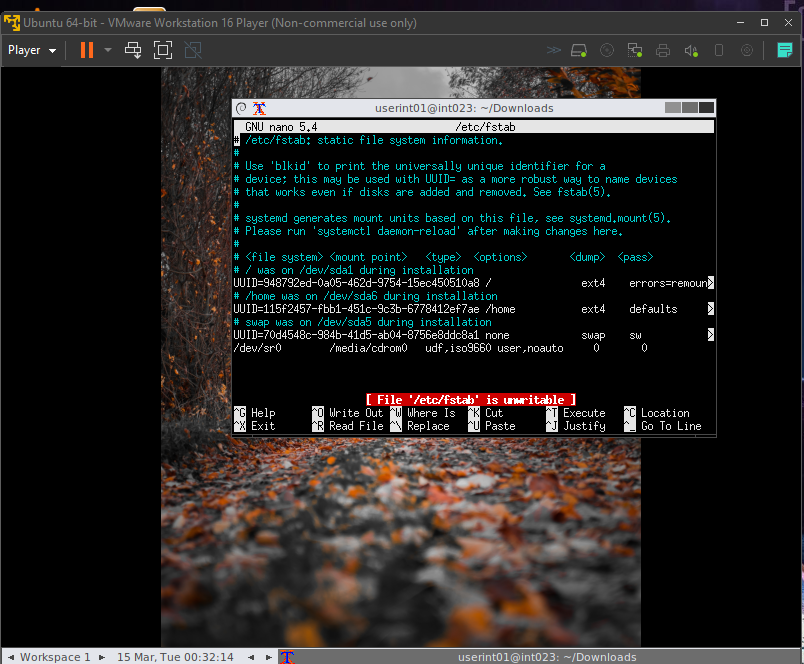 Ubuntu 64-bit - VMware Workstation 16 Player (Non-commercial use only)
Player
userint01@int023: ~/Downloads
GNU nano 5.4 /etc/fstab
# /etc/fstab: static file system information.
#
# Use 'blkid' to print the universally unique identifier for a
# device; this may be used with UUID= as a more robust way to name devices
# that works even if disks are added and removed. See fstab(5).
#
# systemd generates mount units based on this file, see systemd.mount(5).
# Please run 'systemctl daemon-reload' after making changes here.
#
# <file system> <mount point> <type> <options> <dump> <pass>
# / was on /dev/sda1 during installation
UUID=948792ed-0a05-462d-9754-15ec450510a8 / ext4 errors=remoun>
# /home was on /dev/sda6 during installation
UUID=115f2457-fbb1-451c-9c3b-6778412ef7ae /home ext4 defaults >
# swap was on /dev/sda5 during installation
UUID=70d4548c-984b-41d5-ab04-8756e8ddc8a1 none swap sw >
/dev/sr0 /media/cdrom0 udf,iso9660 user,noauto 0 0
[ File '/etc/fstab' is unwritable ]
^G Help ^O Write Out ^W Where Is ^K Cut ^T Execute ^C Location
^X Exit ^R Read File ^\ Replace ^U Paste ^J Justify ^_ Go To Line
Workspace 1 15 Mar, Tue 00:32:14 userint01@int023: ~/Downloads